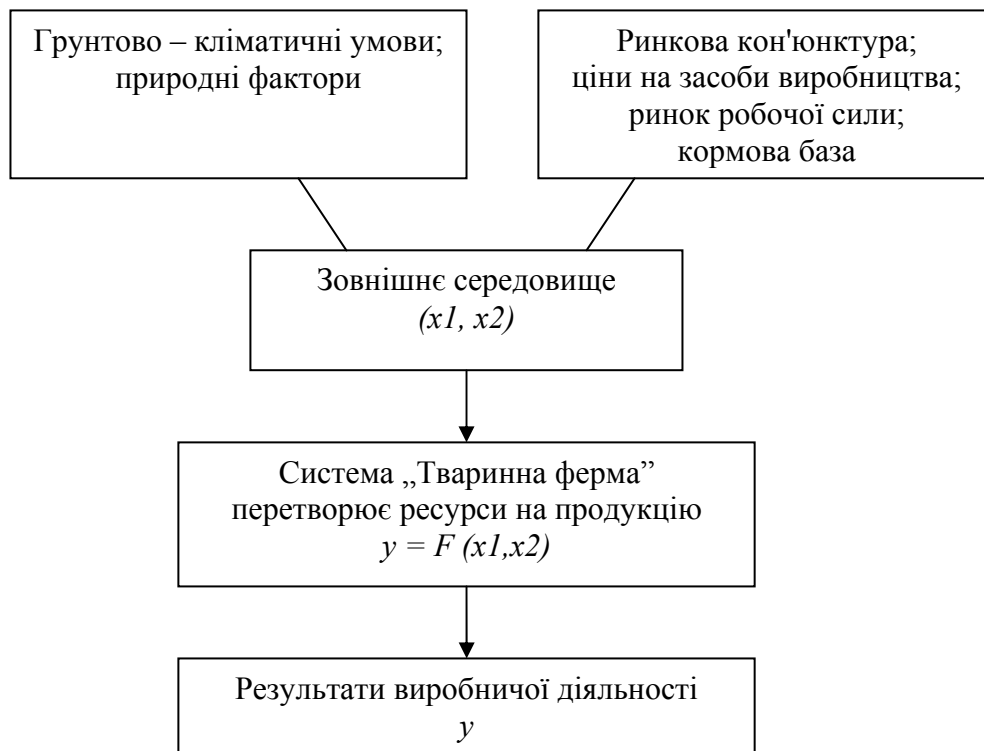 Грунтово – кліматичні умови;
природні фактори
Ринкова кон'юнктура;
ціни на засоби виробництва;
ринок робочої сили;
кормова база
Зовнішнє середовище
(x1, x2)
Система „Тваринна ферма”
перетворює ресурси на продукцію
y = F (x1,x2)
Результати виробничої діяльності
y